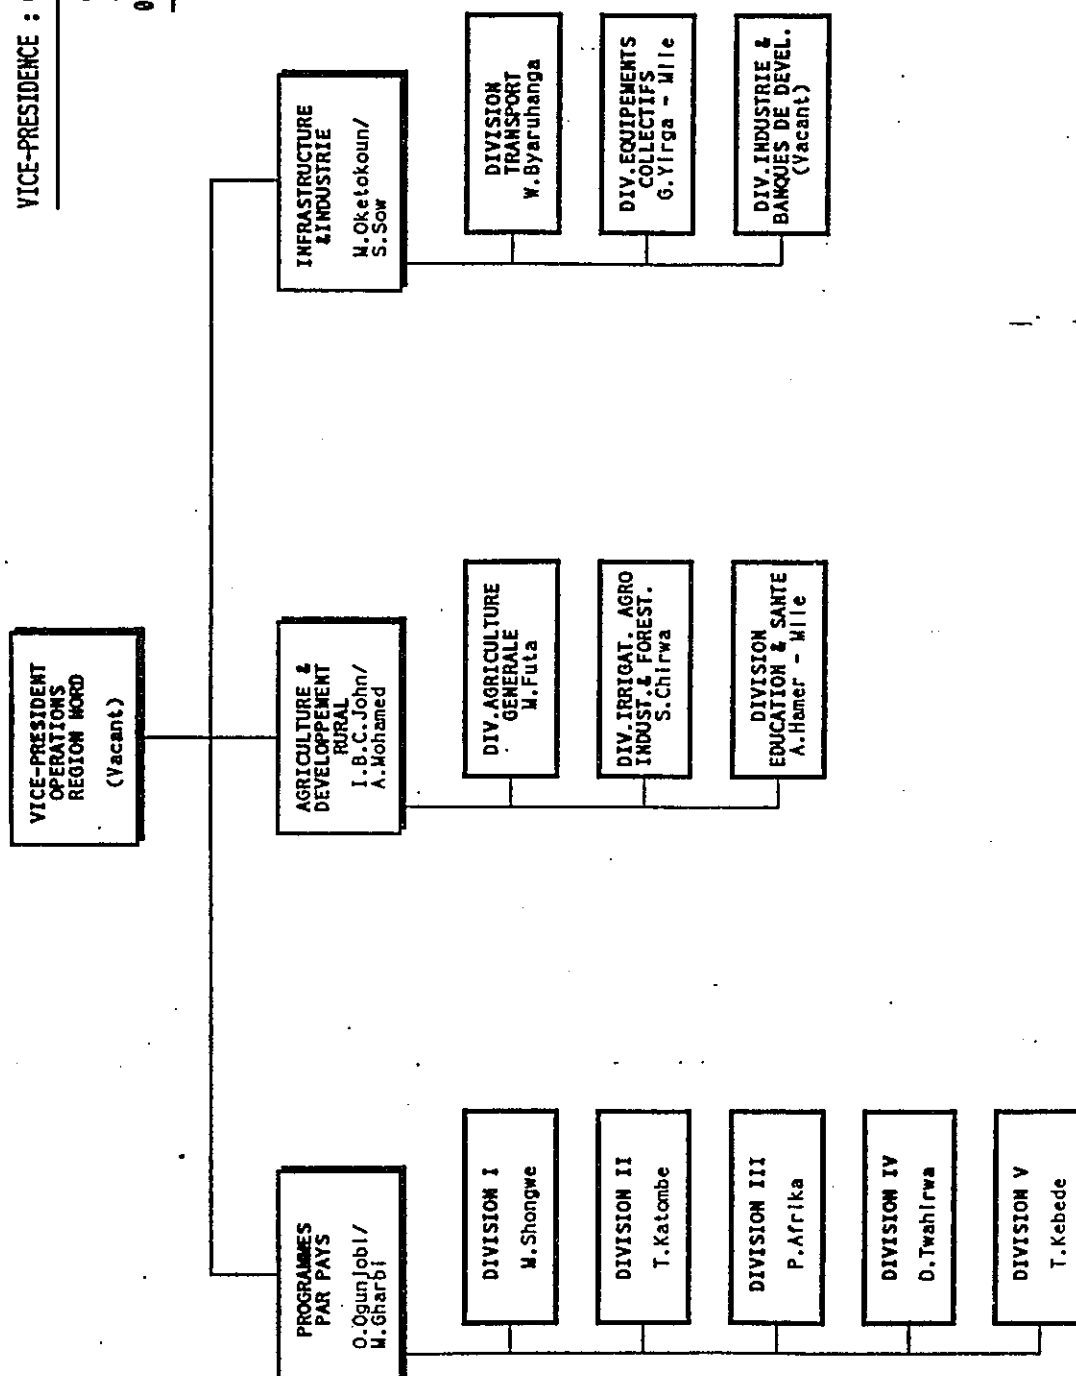 VICE-PRESIDENCE :
VICE-PRESIDENT
OPERATIONS
REGION NORD
(Vacant)
PROGRAMMES
PAR PAYS
O.Ogunjobi/
M.Gharbi
DIVISION I
M.Shongwe
DIVISION II
T.Katombe
DIVISION III
P.Afrika
DIVISION IV
D.Twahirwa
DIVISION V
T.Kebede
AGRICULTURE &
DEVELOPPEMENT
RURAL
I.B.C.John/
A.Mohamed
DIV.AGRICULTURE
GENERALE
M.Futa
DIV.IRRIGAT. AGRO
INDUST.& FOREST.
S.Chirwa
DIVISION
EDUCATION & SANTE
A.Hamer - Mlle
INFRASTRUCTURE
&INDUSTRIE
M.Oketokoun/
S.Sow
DIVISION
TRANSPORT
W.Byaruhanga
DIV.EQUIPEMENTS
COLLECTIFS
G.Yirga - Mlle
DIV.INDUSTRIE &
BANQUES DE DEVEL.
(Vacant)